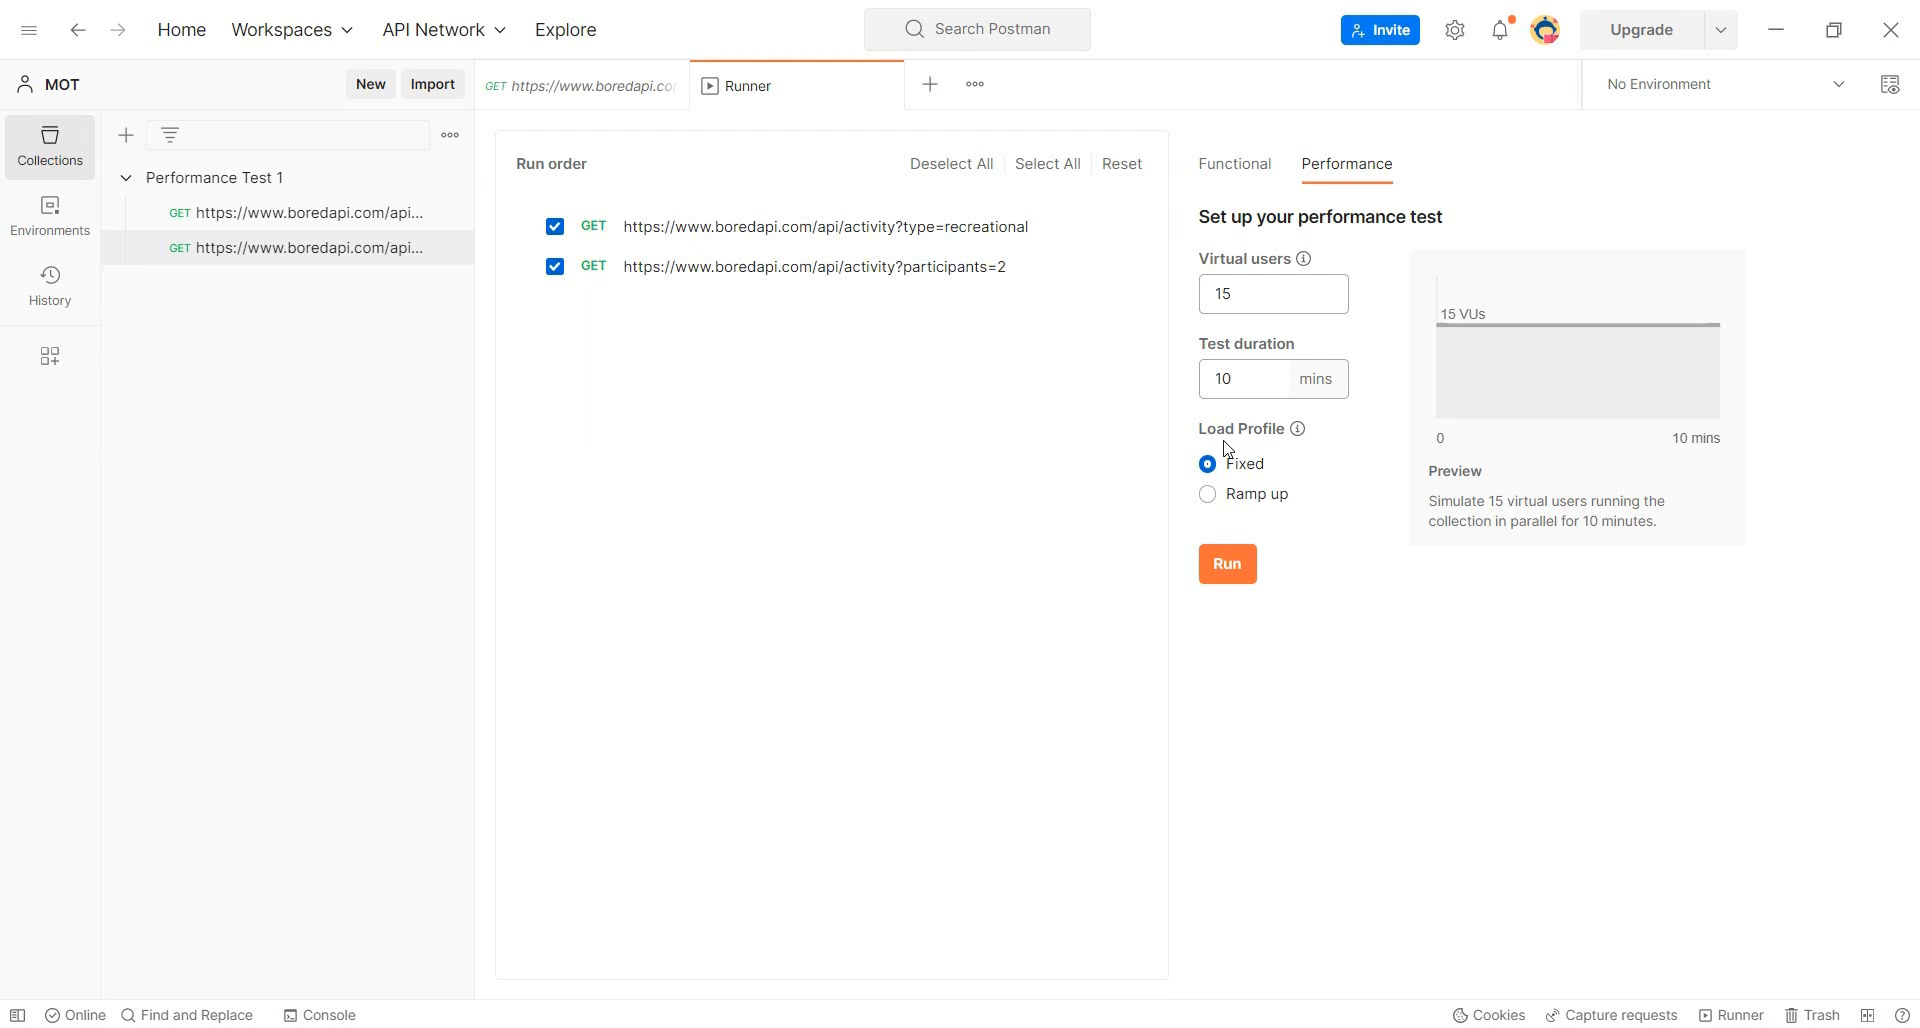 Home Workspaces API Network Explore Search Postman Invite Upgrade
MOT New Import GET https://www.boredapi.co Runner No Environment
Collections
Environments
History
Performance Test 1
GET https://www.boredapi.com/api...
GET https://www.boredapi.com/api...
Run order Deselect All Select All Reset
GET https://www.boredapi.com/api/activity?type=recreational
GET https://www.boredapi.com/api/activity?participants=2
Functional Performance
Set up your performance test
Virtual users
15
Test duration
10 mins
Load Profile
Fixed
Ramp up
Run
15 VUs
0 10 mins
Preview
Simulate 15 virtual users running the
collection in parallel for 10 minutes.
Online Find and Replace Console Cookies Capture requests Runner Trash